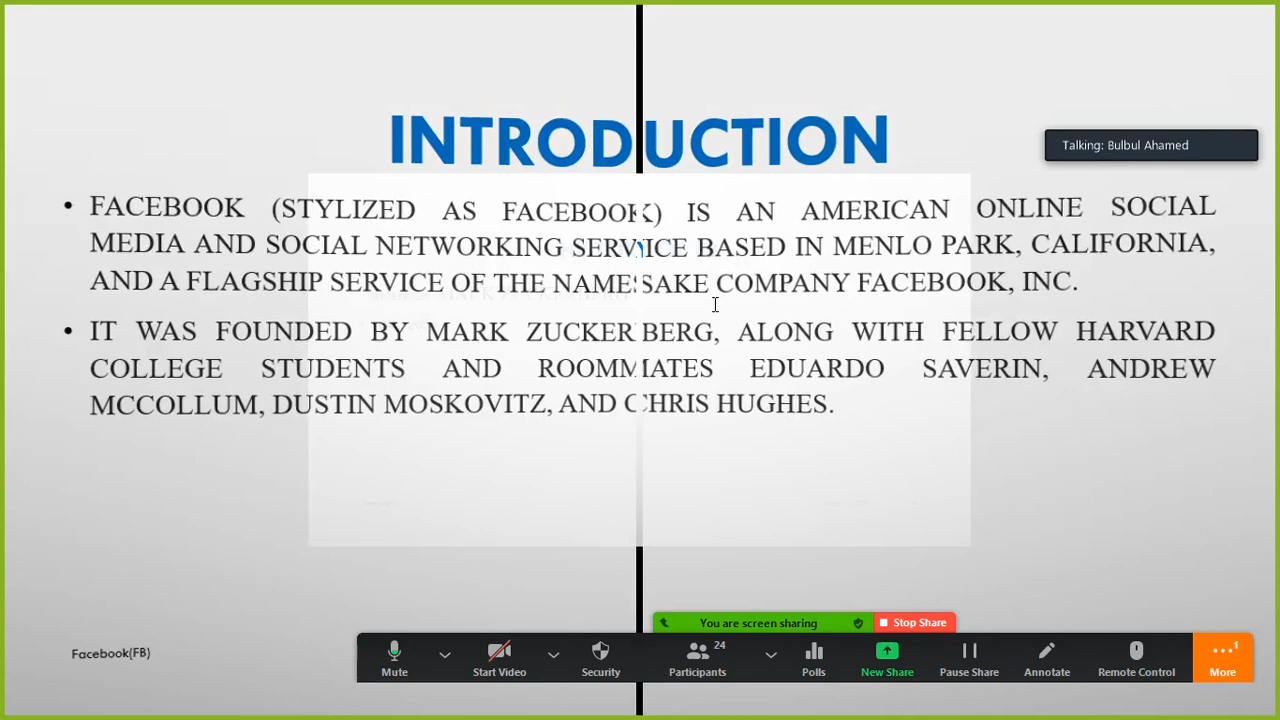 INTRODUCTION
Talking: Bulbul Ahamed
• FACEBOOK (STYLIZED AS FACEBOOK) IS AN AMERICAN ONLINE SOCIAL
MEDIA AND SOCIAL NETWORKING SERVICE BASED IN MENLO PARK, CALIFORNIA,
AND A FLAGSHIP SERVICE OF THE NAMESAKE COMPANY FACEBOOK, INC.
• IT WAS FOUNDED BY MARK ZUCKERBERG, ALONG WITH FELLOW HARVARD
COLLEGE STUDENTS AND ROOMMATES EDUARDO SAVERIN, ANDREW
MCCOLLUM, DUSTIN MOSKOVITZ, AND CHRIS HUGHES.
You are screen sharing Stop Share
Facebook(FB)
24
1
Mute Start Video Security Participants Polls New Share Pause Share Annotate Remote Control More